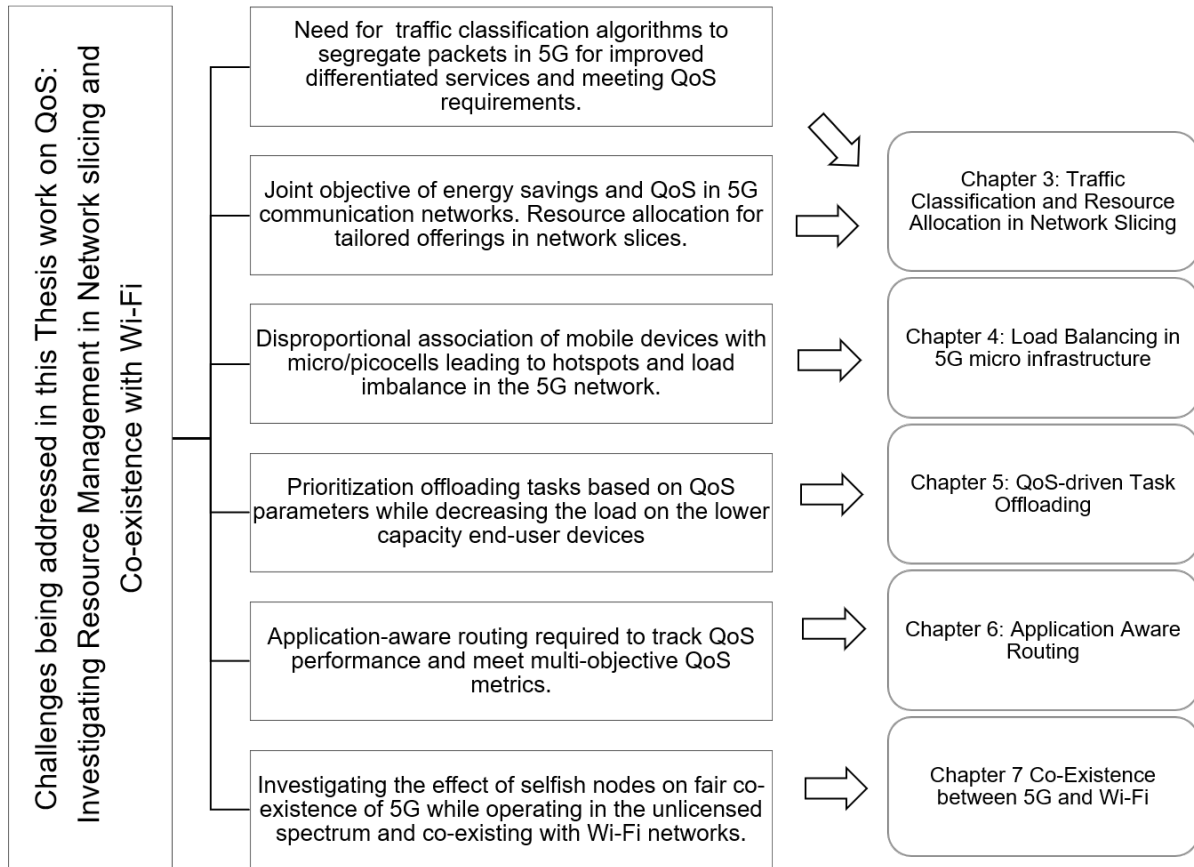 Challenges being addressed in this Thesis work on QoS:
Investigating Resource Management in Network slicing and
Co-existence with Wi-Fi
Need for traffic classification algorithms to
segregate packets in 5G for improved
differentiated services and meeting QoS
requirements.
Joint objective of energy savings and QoS in 5G
communication networks. Resource allocation for
tailored offerings in network slices.
Chapter 3: Traffic
Classification and Resource
Allocation in Network Slicing
Disproportional association of mobile devices with
micro/picocells leading to hotspots and load
imbalance in the 5G network.
Chapter 4: Load Balancing in
5G micro infrastructure
Prioritization offloading tasks based on QoS
parameters while decreasing the load on the lower
capacity end-user devices
Chapter 5: QoS-driven Task
Offloading
Application-aware routing required to track QoS
performance and meet multi-objective QoS
metrics.
Chapter 6: Application Aware
Routing
Investigating the effect of selfish nodes on fair co-
existence of 5G while operating in the unlicensed
spectrum and co-existing with Wi-Fi networks.
Chapter 7 Co-Existence
between 5G and Wi-Fi